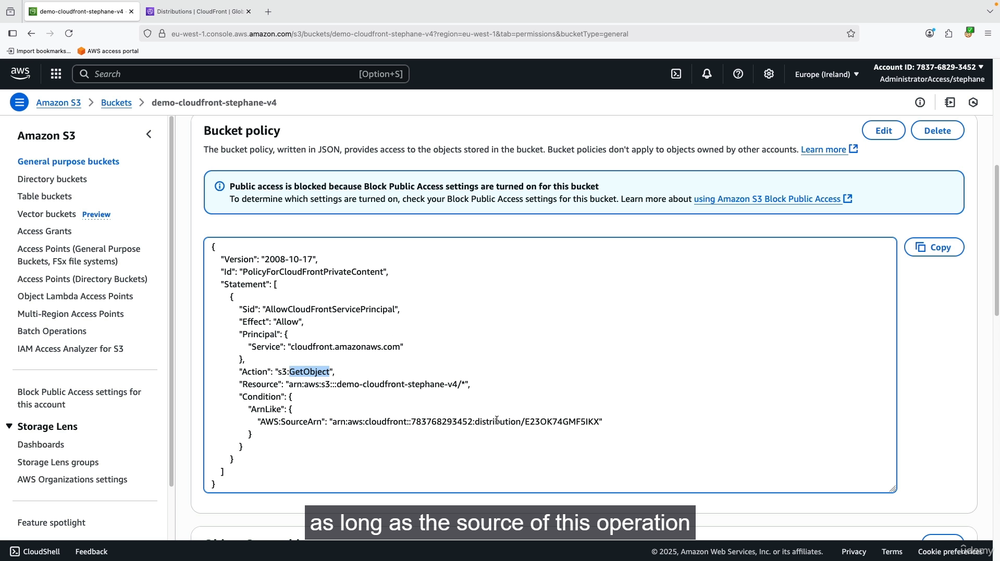 demo-cloudfront-stephane-v4
Distributions | CloudFront | Glob
eu-west-1.console.aws.amazon.com/s3/buckets/demo-cloudfront-stephane-v4?region=eu-west-1&tab=permissions&bucketType=general
Import bookmarks...
AWS access portal
aws
Search
[Option+S]
Europe (Ireland)
Account ID: 7837-6829-3452
AdministratorAccess/stephane
Amazon S3
Buckets
demo-cloudfront-stephane-v4
Amazon S3
General purpose buckets
Directory buckets
Table buckets
Vector buckets Preview
Access Grants
Access Points (General Purpose
Buckets, FSx file systems)
Access Points (Directory Buckets)
Object Lambda Access Points
Multi-Region Access Points
Batch Operations
IAM Access Analyzer for S3
Block Public Access settings for
this account
Storage Lens
Dashboards
Storage Lens groups
AWS Organizations settings
Feature spotlight
Bucket policy
Edit
Delete
The bucket policy, written in JSON, provides access to the objects stored in the bucket. Bucket policies don't apply to objects owned by other accounts. Learn more
Public access is blocked because Block Public Access settings are turned on for this bucket
To determine which settings are turned on, check your Block Public Access settings for this bucket. Learn more about using Amazon S3 Block Public Access
Copy
{
"Version": "2008-10-17",
"Id": "PolicyForCloudFrontPrivateContent",
"Statement": [
{
"Sid": "AllowCloudFrontServicePrincipal",
"Effect": "Allow",
"Principal": {
"Service": "cloudfront.amazonaws.com"
},
"Action": "s3:GetObject",
"Resource": "arn:aws:s3:::demo-cloudfront-stephane-v4/*",
"Condition": {
"ArnLike": {
"AWS:SourceArn": "arn:aws:cloudfront::783768293452:distribution/E23OK74GMF5IKX"
}
}
}
]
}
as long as the source of this operation
CloudShell
Feedback
© 2025, Amazon Web Services, Inc. or its affiliates.
Privacy
Terms
Cookie preferences
udemy